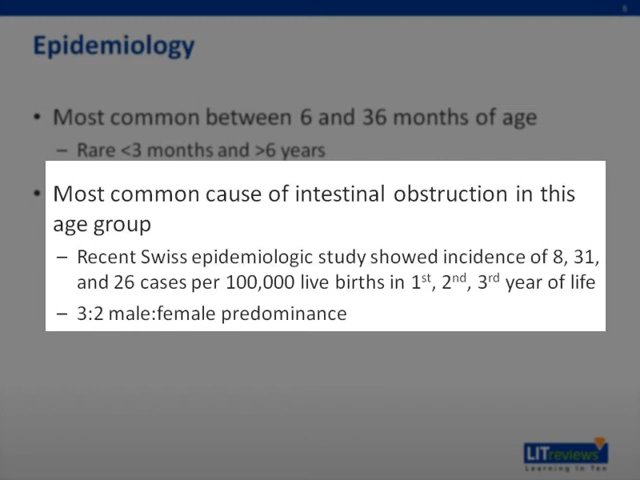 6
Epidemiology
• Most common between 6 and 36 months of age
– Rare <3 months and >6 years
• Most common cause of intestinal obstruction in this
age group
– Recent Swiss epidemiologic study showed incidence of 8, 31,
and 26 cases per 100,000 live births in 1st, 2nd, 3rd year of life
– 3:2 male:female predominance
LITreviews
Learning in Ten